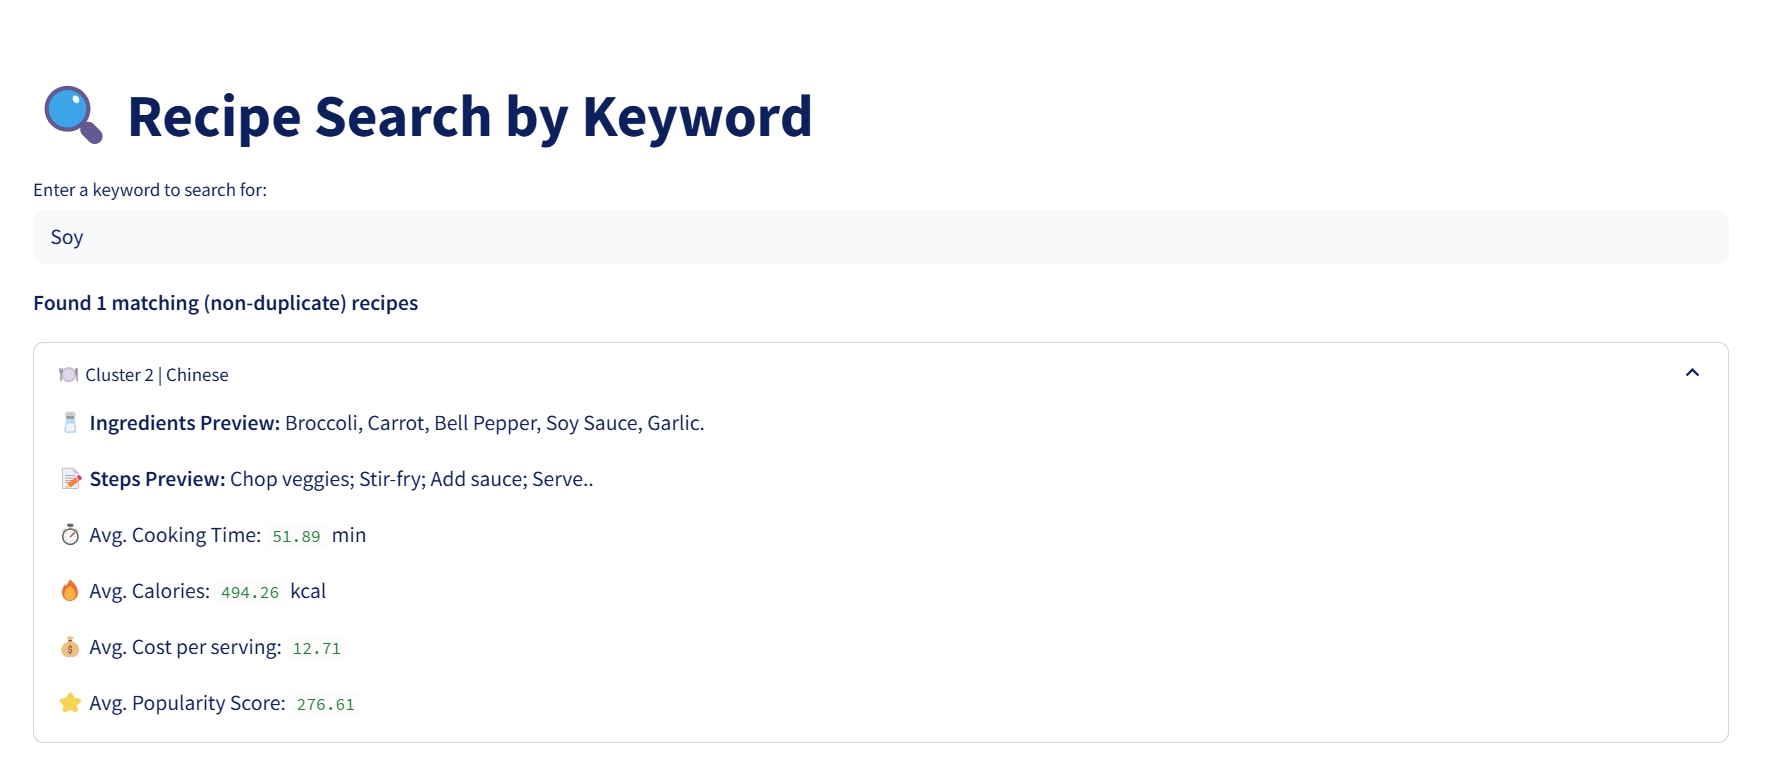 Recipe Search by Keyword
Enter a keyword to search for:
Soy
Found 1 matching (non-duplicate) recipes
Cluster 2 | Chinese
Ingredients Preview: Broccoli, Carrot, Bell Pepper, Soy Sauce, Garlic.
Steps Preview: Chop veggies; Stir-fry; Add sauce; Serve..
Avg. Cooking Time: 51.89 min
Avg. Calories: 494.26 kcal
Avg. Cost per serving: 12.71
Avg. Popularity Score: 276.61